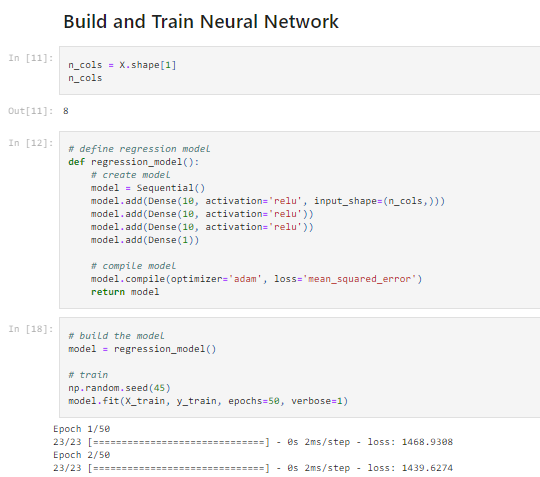 Build and Train Neural Network
In [11]:
n_cols = X.shape[1]
n_cols
Out[11]: 8
In [12]:
# define regression model
def regression_model():
    # create model
    model = Sequential()
    model.add(Dense(10, activation='relu', input_shape=(n_cols,)))
    model.add(Dense(10, activation='relu'))
    model.add(Dense(10, activation='relu'))
    model.add(Dense(1))
    # compile model
    model.compile(optimizer='adam', loss='mean_squared_error')
    return model
In [18]:
# build the model
model = regression_model()
# train
np.random.seed(45)
model.fit(X_train, y_train, epochs=50, verbose=1)
Epoch 1/50
23/23 [==============================] - 0s 2ms/step - loss: 1468.9308
Epoch 2/50
23/23 [==============================] - 0s 2ms/step - loss: 1439.6274